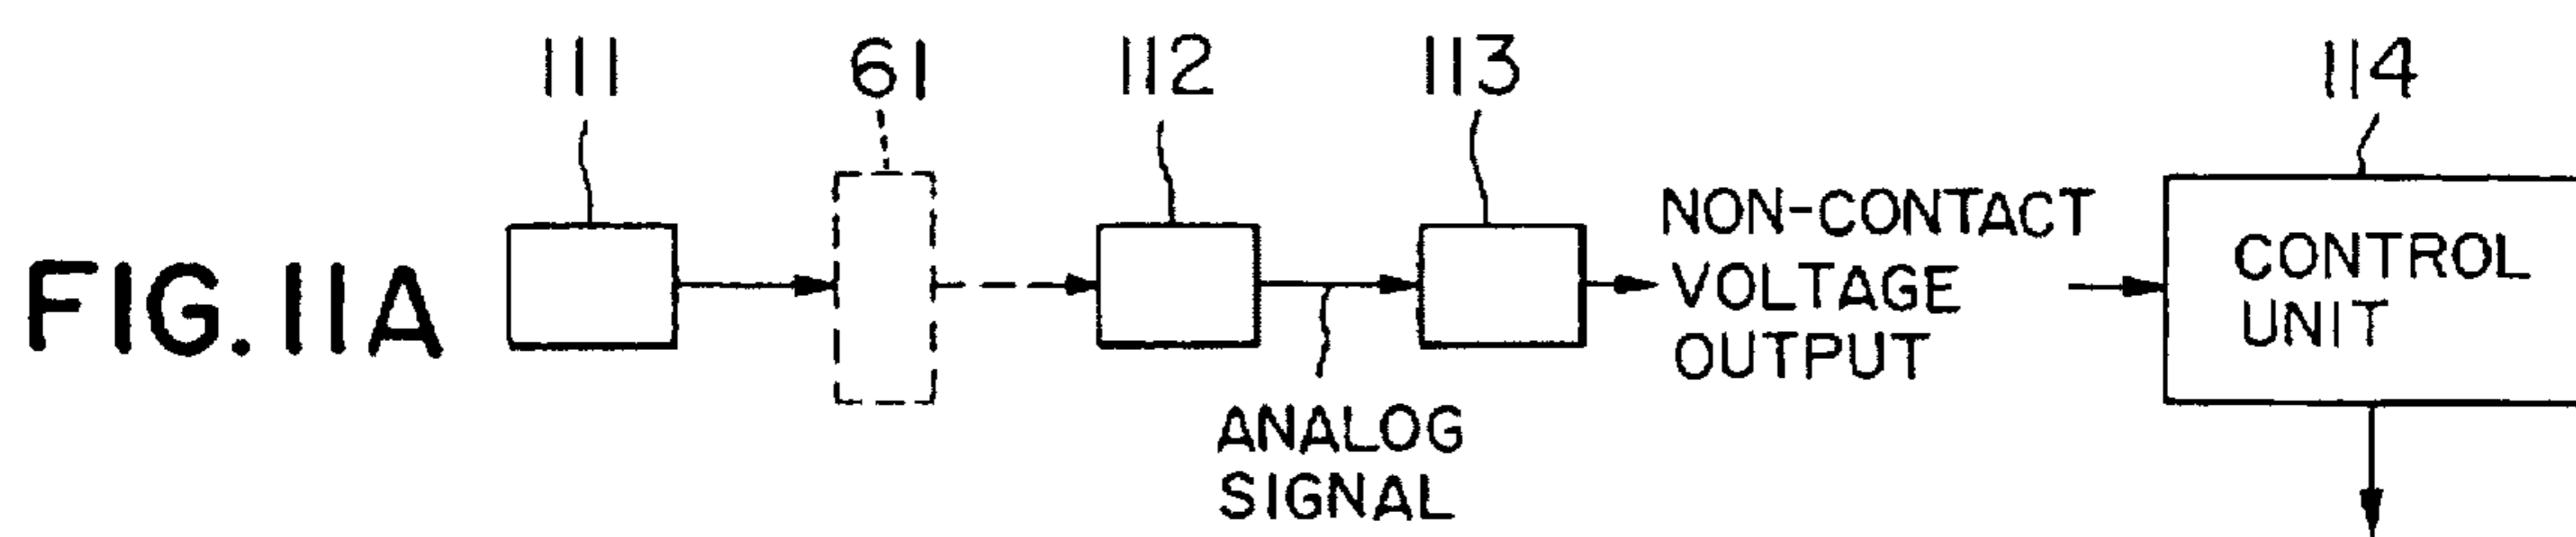 111
61
112
113
114
FIG. 11A
NON-CONTACT
VOLTAGE
OUTPUT
CONTROL
UNIT
ANALOG
SIGNAL